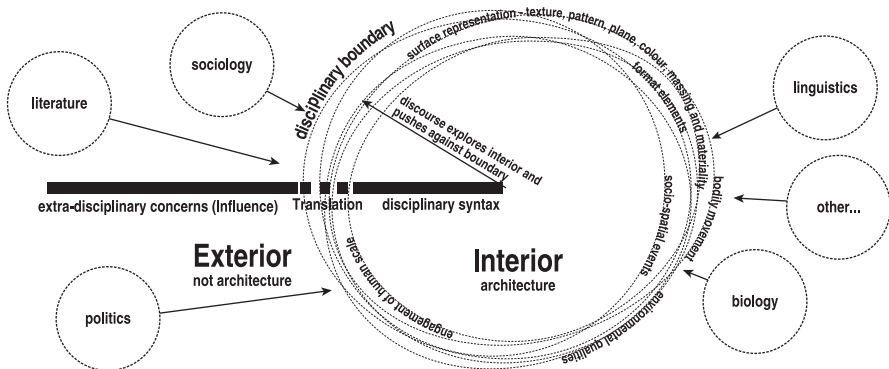 sociology
literature
disciplinary boundary
surface representation - texture, pattern, plane, colour, massing and materiality
format elements
linguistics
discourse explores interior and
pushes against boundary
extra-disciplinary concerns (Influence)
Translation
disciplinary syntax
bodily movement
socio-spatial events
other...
Exterior
not architecture
Interior
architecture
engagement of human scale
environmental qualities
politics
biology